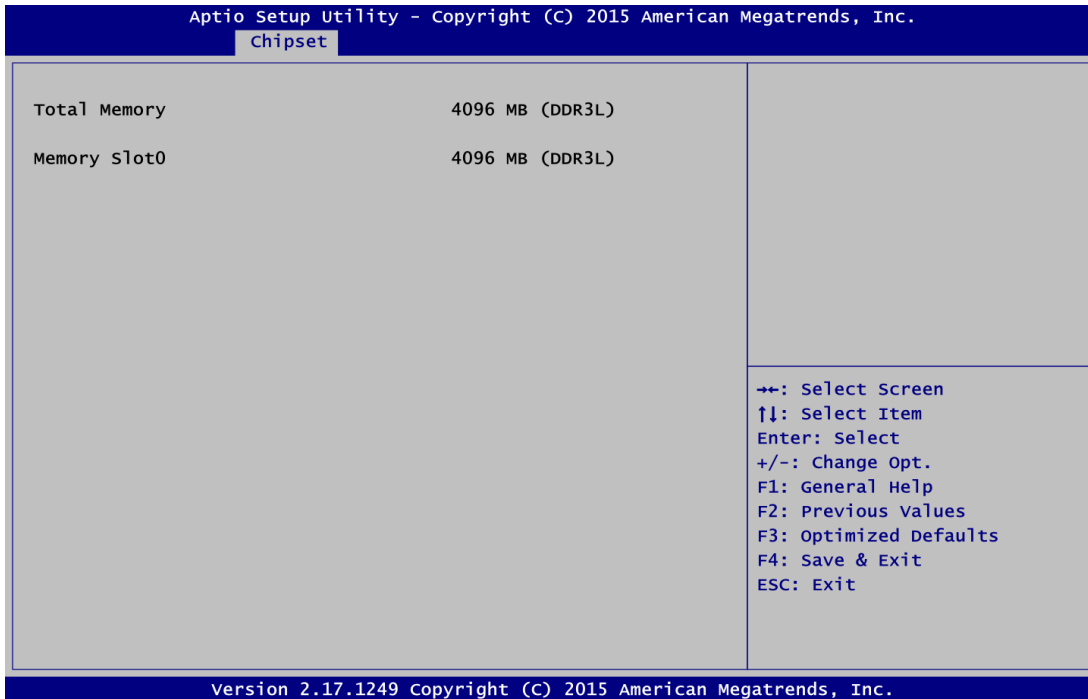 Aptio Setup Utility – Copyright (C) 2015 American Megatrends, Inc.
Chipset
Total Memory 4096 MB (DDR3L)
Memory Slot0 4096 MB (DDR3L)
→←: Select Screen
↑↓: Select Item
Enter: Select
+/-: Change Opt.
F1: General Help
F2: Previous Values
F3: Optimized Defaults
F4: Save & Exit
ESC: Exit
Version 2.17.1249 Copyright (C) 2015 American Megatrends, Inc.